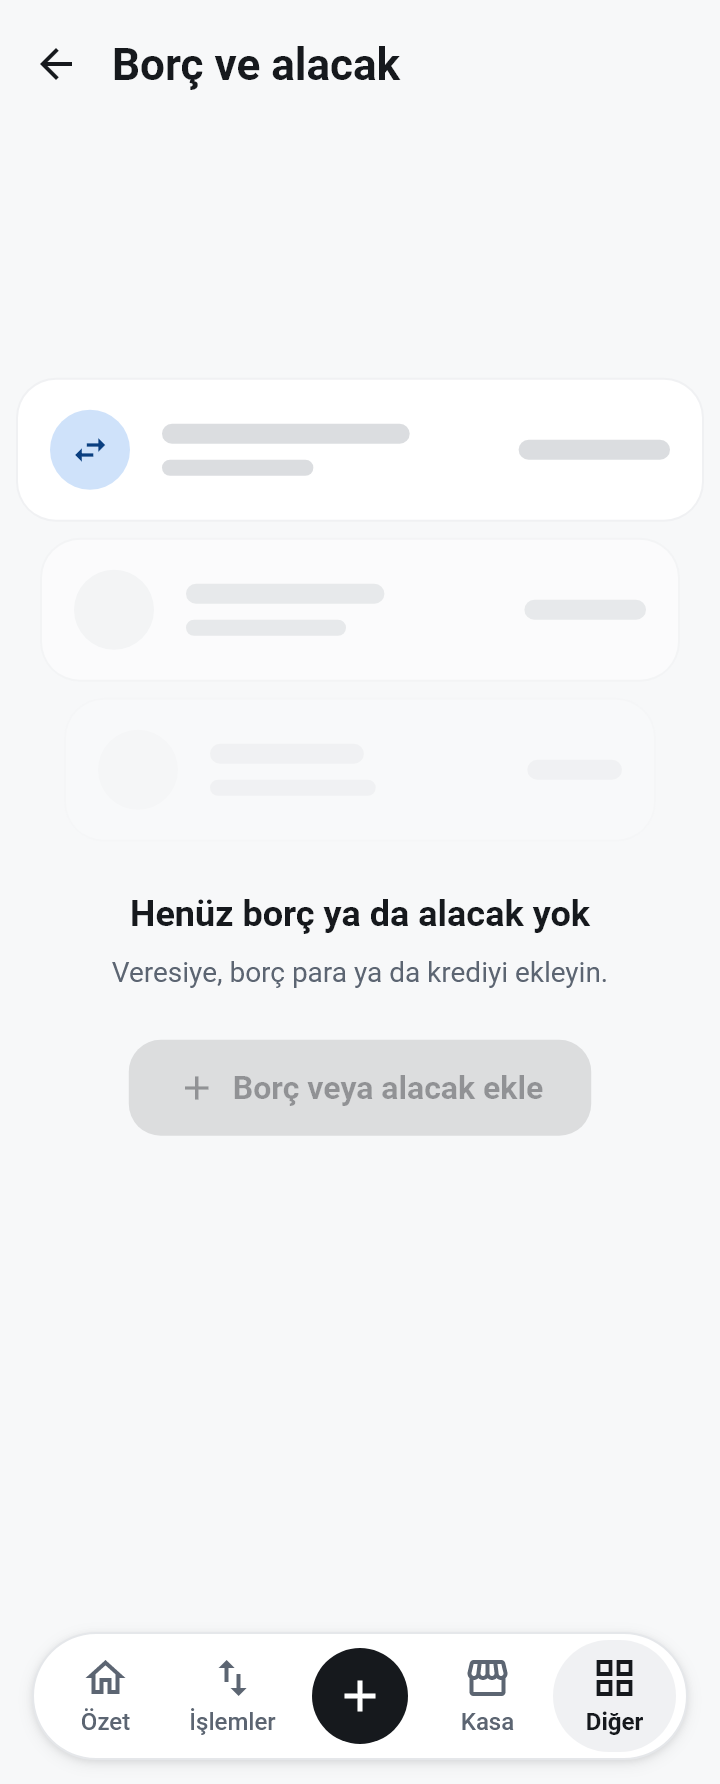 Borç ve alacak
Henüz borç ya da alacak yok
Veresiye, borç para ya da krediyi ekleyin.
Borç veya alacak ekle
Özet
İşlemler
Kasa
Diğer